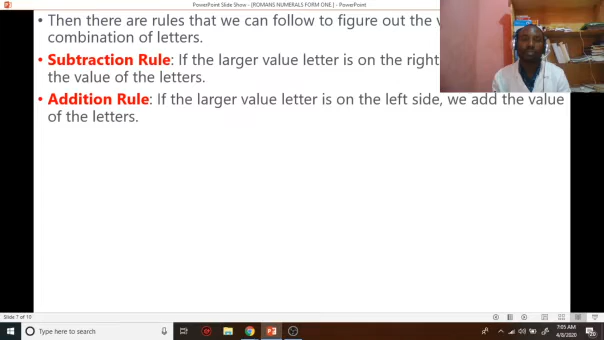 PowerPoint Slide Show - [ROMANS NUMERALS FORM ONE.] - PowerPoint
• Then there are rules that we can follow to figure out the
combination of letters.
• Subtraction Rule: If the larger value letter is on the right
the value of the letters.
• Addition Rule: If the larger value letter is on the left side, we add the value
of the letters.
Slide 7 of 10
Type here to search
7:05 AM
4/8/2020